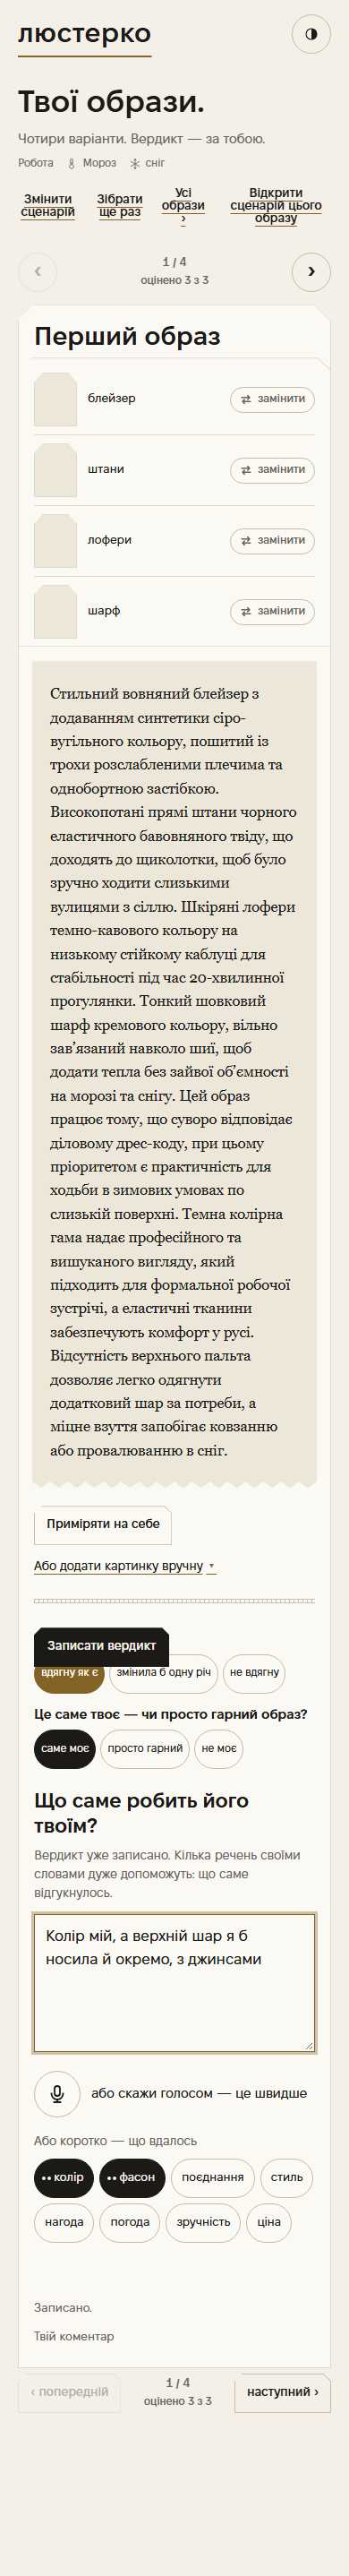 люстерко
Твої образи.
Чотири варіанти. Вердикт — за тобою.
Робота Мороз сніг
Змінити
сценарій
Зібрати
ще раз
Усі
образи
›
Відкрити
сценарій цього
образу
‹
1 / 4
оцінено 3 з 3
›
Перший образ
блейзер
замінити
штани
замінити
лофери
замінити
шарф
замінити
Стильний вовняний блейзер з
додаванням синтетики сіро-
вугільного кольору, пошитий із
трохи розслабленими плечима та
однобортною застібкою.
Високопотані прямі штани чорного
еластичного бавовняного твіду, що
доходять до щиколотки, щоб було
зручно ходити слизькими
вулицями з сіллю. Шкіряні лофери
темно-кавового кольору на
низькому стійкому каблуці для
стабільності під час 20-хвилинної
прогулянки. Тонкий шовковий
шарф кремового кольору, вільно
зав’язаний навколо шиї, щоб
додати тепла без зайвої об’ємності
на морозі та снігу. Цей образ
працює тому, що суворо відповідає
діловому дрес-коду, при цьому
пріоритетом є практичність для
ходьби в зимових умовах по
слизькій поверхні. Темна колірна
гама надає професійного та
вишуканого вигляду, який
підходить для формальної робочої
зустрічі, а еластичні тканини
забезпечують комфорт у русі.
Відсутність верхнього пальта
дозволяє легко одягнути
додатковий шар за потреби, а
міцне взуття запобігає ковзанню
або провалюванню в сніг.
Приміряти на себе
Або додати картинку вручну
Записати вердикт
вдягну як є змінила б одну річ не вдягну
Це саме твоє — чи просто гарний образ?
саме моє просто гарний не моє
Що саме робить його
твоїм?
Вердикт уже записано. Кілька речень своїми
словами дуже допоможуть: що саме
відгукнулось.
Колір мій, а верхній шар я б
носила й окремо, з джинсами
або скажи голосом — це швидше
Або коротко — що вдалось
колір фасон поєднання стиль
нагода погода зручність ціна
Записано.
Твій коментар
‹ попередній
1 / 4
оцінено 3 з 3
наступний ›